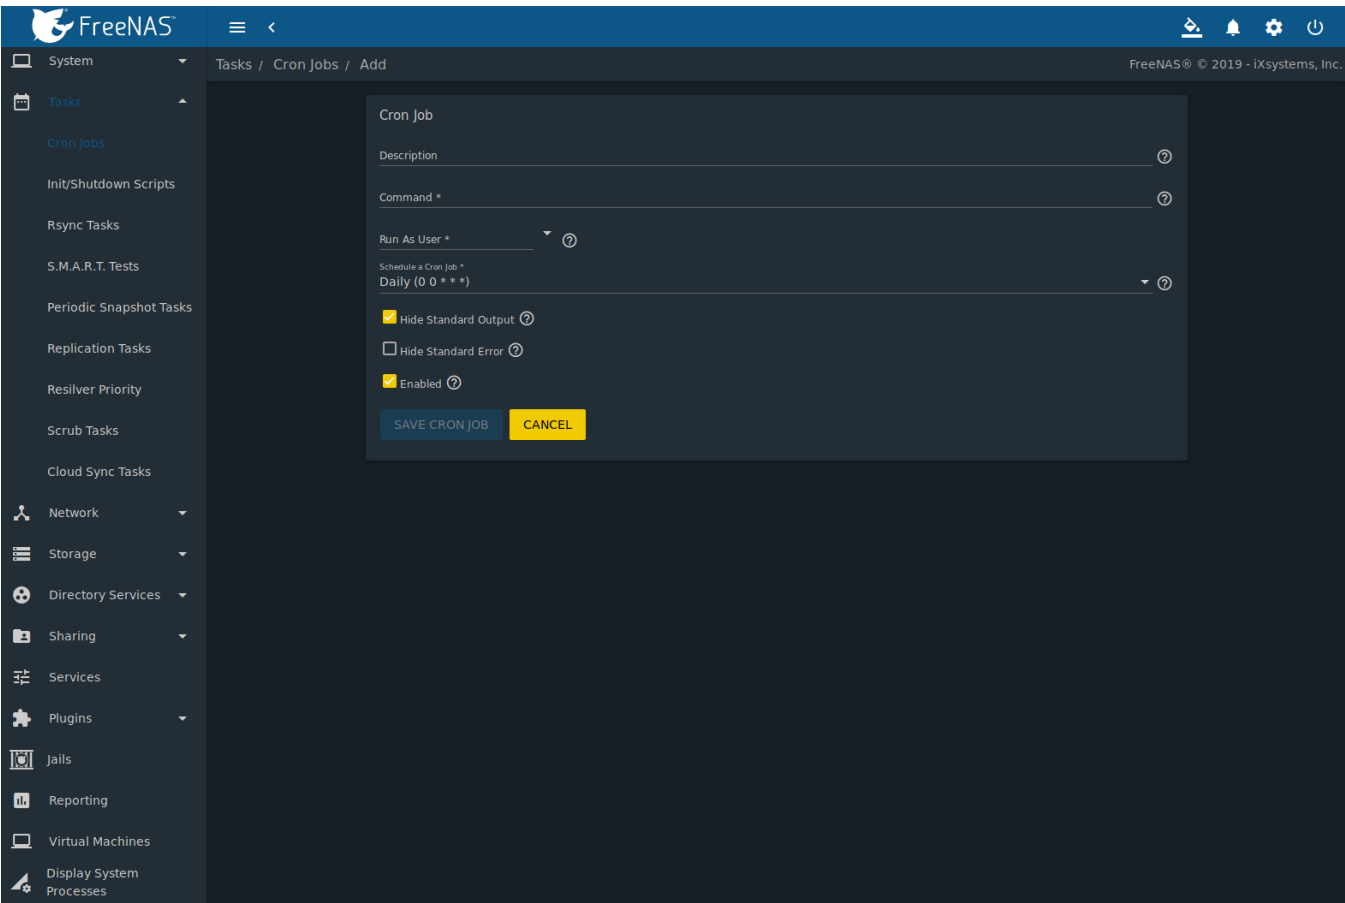 FreeNAS™
System
Tasks / Cron Jobs / Add
FreeNAS® © 2019 - iXsystems, Inc.
Tasks
Cron Jobs
Init/Shutdown Scripts
Rsync Tasks
S.M.A.R.T. Tests
Periodic Snapshot Tasks
Replication Tasks
Resilver Priority
Scrub Tasks
Cloud Sync Tasks
Network
Storage
Directory Services
Sharing
Services
Plugins
Jails
Reporting
Virtual Machines
Display System
Processes
Cron Job
Description
Command *
Run As User *
Schedule a Cron Job *
Daily (0 0 * * *)
Hide Standard Output
Hide Standard Error
Enabled
SAVE CRON JOB
CANCEL